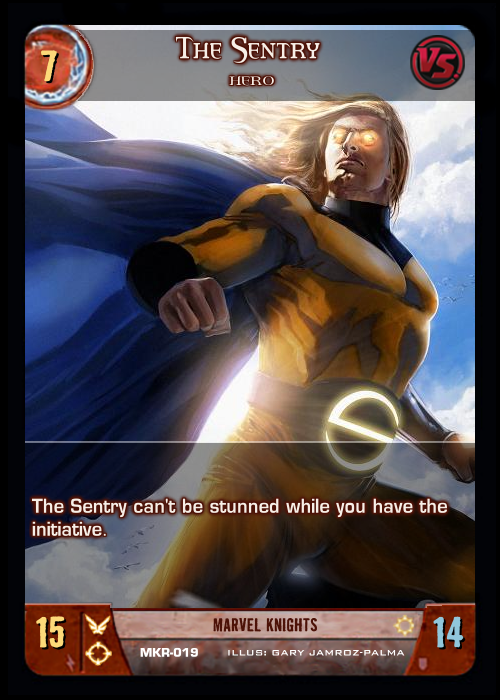 7
THE SENTRY
VS
HERO
The Sentry can't be stunned while you have the
initiative.
15
MARVEL KNIGHTS
14
MKR-019 ILLUS: GARY JAMROZ-PALMA